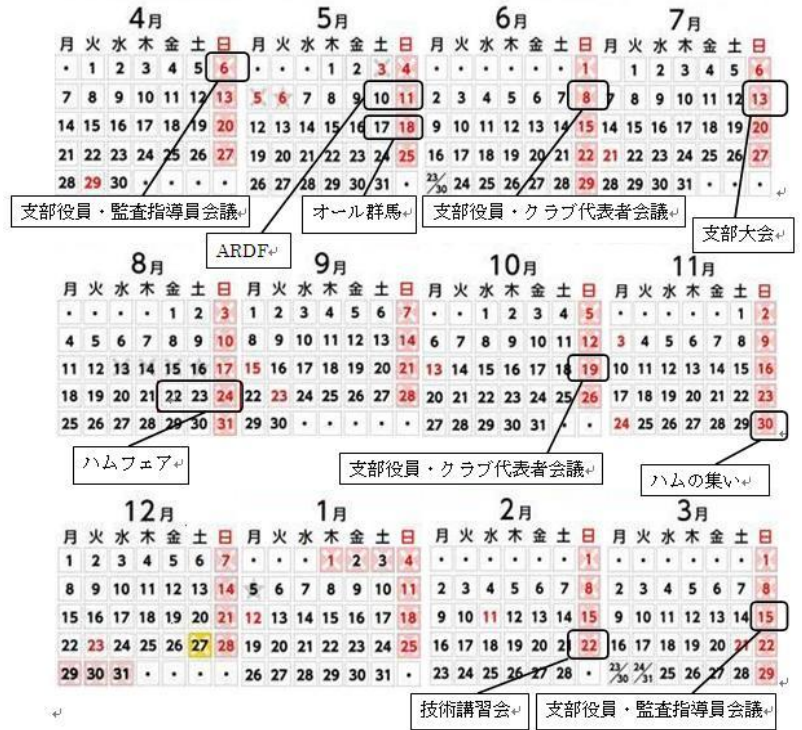 4月 5月 6月 7月
月 火 水 木 金 土 日 月 火 水 木 金 土 日 月 火 水 木 金 土 日 月 火 水 木 金 土 日
・ 1 2 3 4 5 6 ・ ・ ・ 1 2 3 4 ・ ・ ・ ・ ・ ・ 1 1 2 3 4 5 6
7 8 9 10 11 12 13 5 6 7 8 9 10 11 2 3 4 5 6 7 8 7 8 9 10 11 12 13
14 15 16 17 18 19 20 12 13 14 15 16 17 18 9 10 11 12 13 14 15 14 15 16 17 18 19 20
21 22 23 24 25 26 27 19 20 21 22 23 24 25 16 17 18 19 20 21 22 21 22 23 24 25 26 27
28 29 30 ・ ・ ・ ・ 26 27 28 29 30 31 ・ 23/30 24 25 26 27 28 29 28 29 30 31 ・ ・ ・
支部役員・監査指導員会議 オール群馬 支部役員・クラブ代表者会議 支部大会
ARDF
8月 9月 10月 11月
月 火 水 木 金 土 日 月 火 水 木 金 土 日 月 火 水 木 金 土 日 月 火 水 木 金 土 日
・ ・ ・ ・ 1 2 3 1 2 3 4 5 6 7 ・ ・ 1 2 3 4 5 ・ ・ ・ ・ ・ 1 2
4 5 6 7 8 9 10 8 9 10 11 12 13 14 6 7 8 9 10 11 12 3 4 5 6 7 8 9
11 12 13 14 15 16 17 15 16 17 18 19 20 21 13 14 15 16 17 18 19 10 11 12 13 14 15 16
18 19 20 21 22 23 24 22 23 24 25 26 27 28 20 21 22 23 24 25 26 17 18 19 20 21 22 23
25 26 27 28 29 30 31 29 30 ・ ・ ・ ・ ・ 27 28 29 30 31 ・ ・ 24 25 26 27 28 29 30
ハムフェア 支部役員・クラブ代表者会議 ハムの集い
12月 1月 2月 3月
月 火 水 木 金 土 日 月 火 水 木 金 土 日 月 火 水 木 金 土 日 月 火 水 木 金 土 日
1 2 3 4 5 6 7 ・ ・ ・ 1 2 3 4 ・ ・ ・ ・ ・ ・ 1 ・ ・ ・ ・ ・ ・ 1
8 9 10 11 12 13 14 5 6 7 8 9 10 11 2 3 4 5 6 7 8 2 3 4 5 6 7 8
15 16 17 18 19 20 21 12 13 14 15 16 17 18 9 10 11 12 13 14 15 9 10 11 12 13 14 15
22 23 24 25 26 27 28 19 20 21 22 23 24 25 16 17 18 19 20 21 22 16 17 18 19 20 21 22
29 30 31 ・ ・ ・ ・ 26 27 28 29 30 31 ・ 23 24 25 26 27 28 ・ 23/30 24/31 25 26 27 28 29
技術講習会 支部役員・監査指導員会議